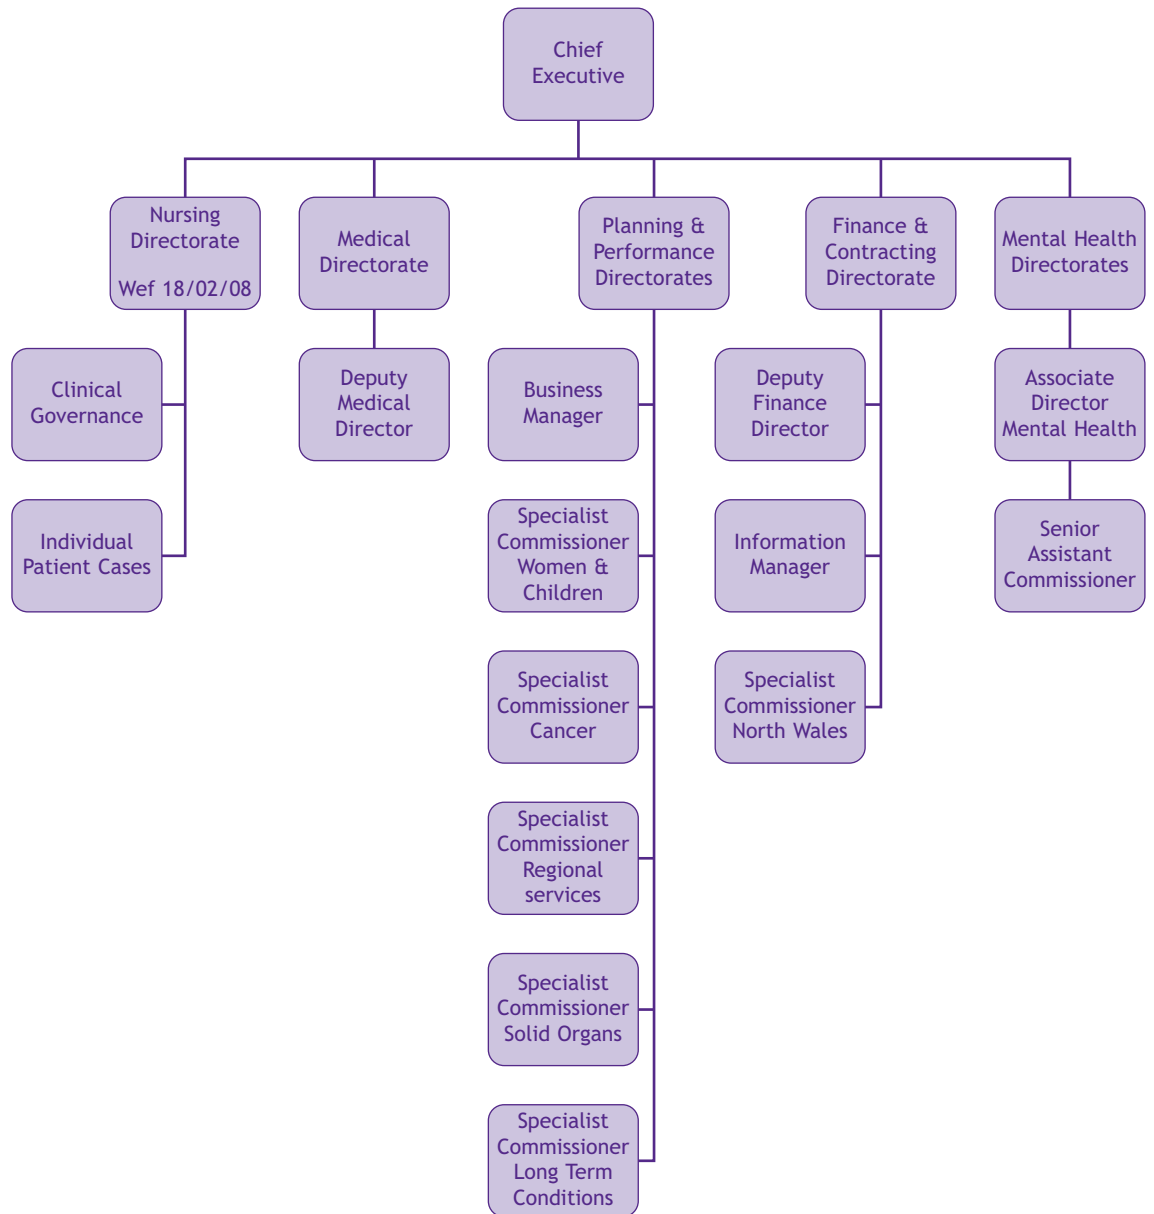 Chief
Executive
Nursing
Directorate
Wef 18/02/08
Medical
Directorate
Planning &
Performance
Directorates
Finance &
Contracting
Directorate
Mental Health
Directorates
Clinical
Governance
Deputy
Medical
Director
Business
Manager
Deputy
Finance
Director
Associate
Director
Mental Health
Individual
Patient Cases
Specialist
Commissioner
Women &
Children
Information
Manager
Senior
Assistant
Commissioner
Specialist
Commissioner
Cancer
Specialist
Commissioner
North Wales
Specialist
Commissioner
Regional
services
Specialist
Commissioner
Solid Organs
Specialist
Commissioner
Long Term
Conditions